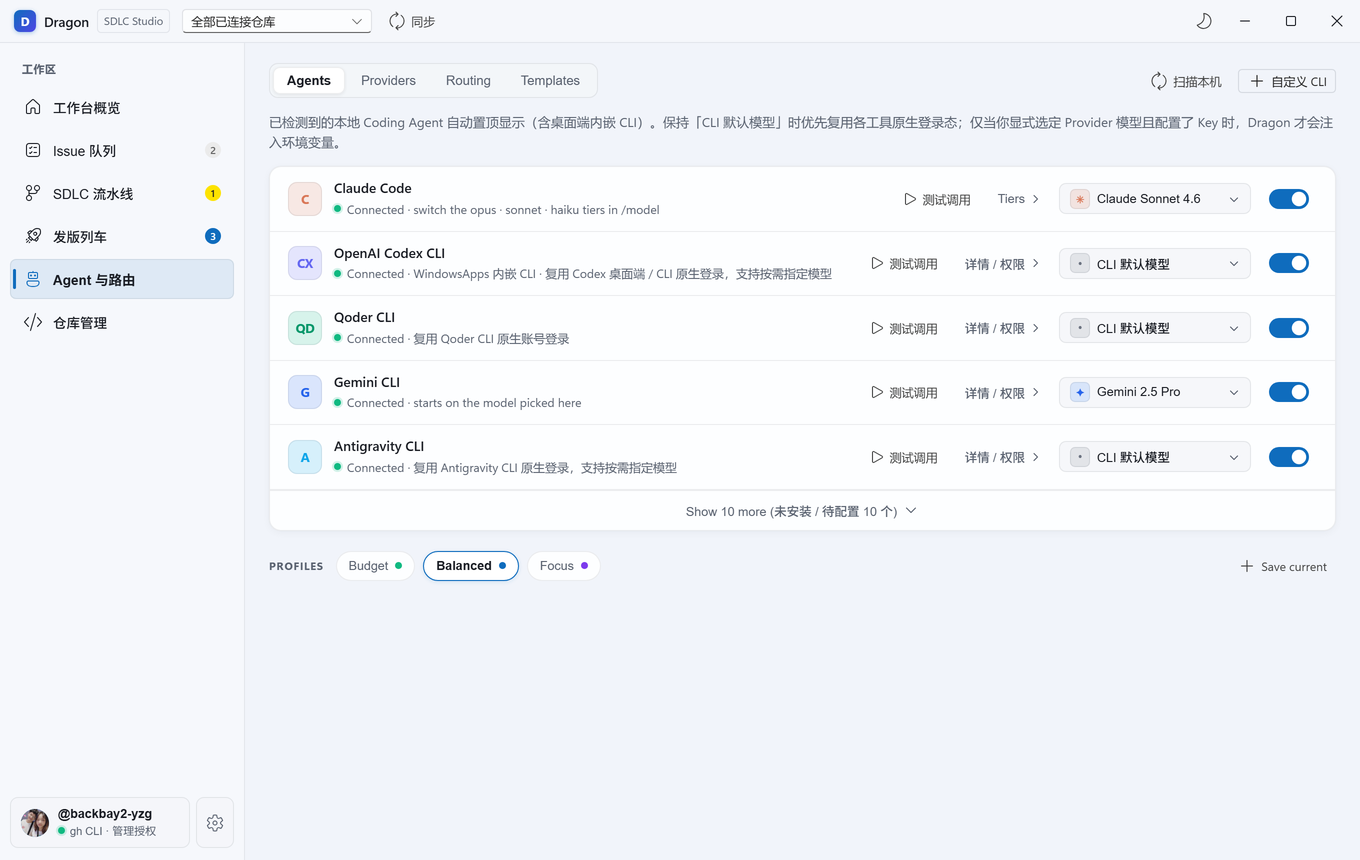 D Dragon SDLC Studio 全部已连接仓库 同步
工作区
工作台概览
Issue 队列 2
SDLC 流水线 1
发版列车 3
Agent 与路由
仓库管理
@backbay2-yzg
gh CLI · 管理授权
Agents Providers Routing Templates 扫描本机 自定义 CLI
已检测到的本地 Coding Agent 自动置顶显示（含桌面端内嵌 CLI）。保持「CLI 默认模型」时优先复用各工具原生登录态；仅当你显式选定 Provider 模型且配置了 Key 时，Dragon 才会注
入环境变量。
C Claude Code
Connected · switch the opus · sonnet · haiku tiers in /model 测试调用 Tiers Claude Sonnet 4.6
CX OpenAI Codex CLI
Connected · WindowsApps 内嵌 CLI · 复用 Codex 桌面端 / CLI 原生登录，支持按需指定模型 测试调用 详情 / 权限 CLI 默认模型
QD Qoder CLI
Connected · 复用 Qoder CLI 原生账号登录 测试调用 详情 / 权限 CLI 默认模型
G Gemini CLI
Connected · starts on the model picked here 测试调用 详情 / 权限 Gemini 2.5 Pro
A Antigravity CLI
Connected · 复用 Antigravity CLI 原生登录，支持按需指定模型 测试调用 详情 / 权限 CLI 默认模型
Show 10 more (未安装 / 待配置 10 个)
PROFILES Budget Balanced Focus Save current